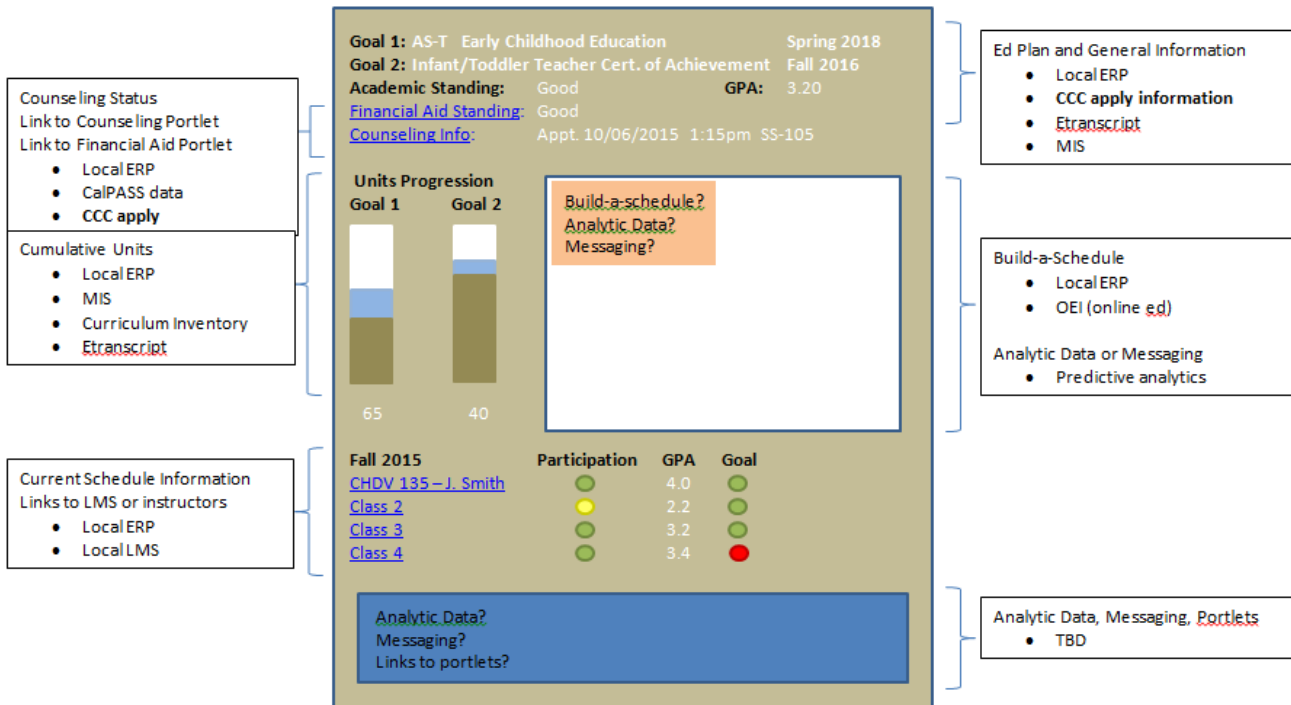 Goal 1: AS-T Early Childhood Education Spring 2018
Goal 2: Infant/Toddler Teacher Cert. of Achievement Fall 2016
Academic Standing: Good GPA: 3.20
Financial Aid Standing: Good
Counseling Info: Appt. 10/06/2015 1:15pm SS-105
Counseling Status
Link to Counseling Portlet
Link to Financial Aid Portlet
• Local ERP
• CalPASS data
• CCC apply
Cumulative Units
• Local ERP
• MIS
• Curriculum Inventory
• Etranscript
Current Schedule Information
Links to LMS or instructors
• Local ERP
• Local LMS
Units Progression
Goal 1 Goal 2
65 40
Build-a-schedule?
Analytic Data?
Messaging?
Fall 2015 Participation GPA Goal
CHDV 135 – J. Smith 4.0
Class 2 2.2
Class 3 3.2
Class 4 3.4
Analytic Data?
Messaging?
Links to portlets?
Ed Plan and General Information
• Local ERP
• CCC apply information
• Etranscript
• MIS
Build-a-Schedule
• Local ERP
• OEI (online ed)
Analytic Data or Messaging
• Predictive analytics
Analytic Data, Messaging, Portlets
• TBD